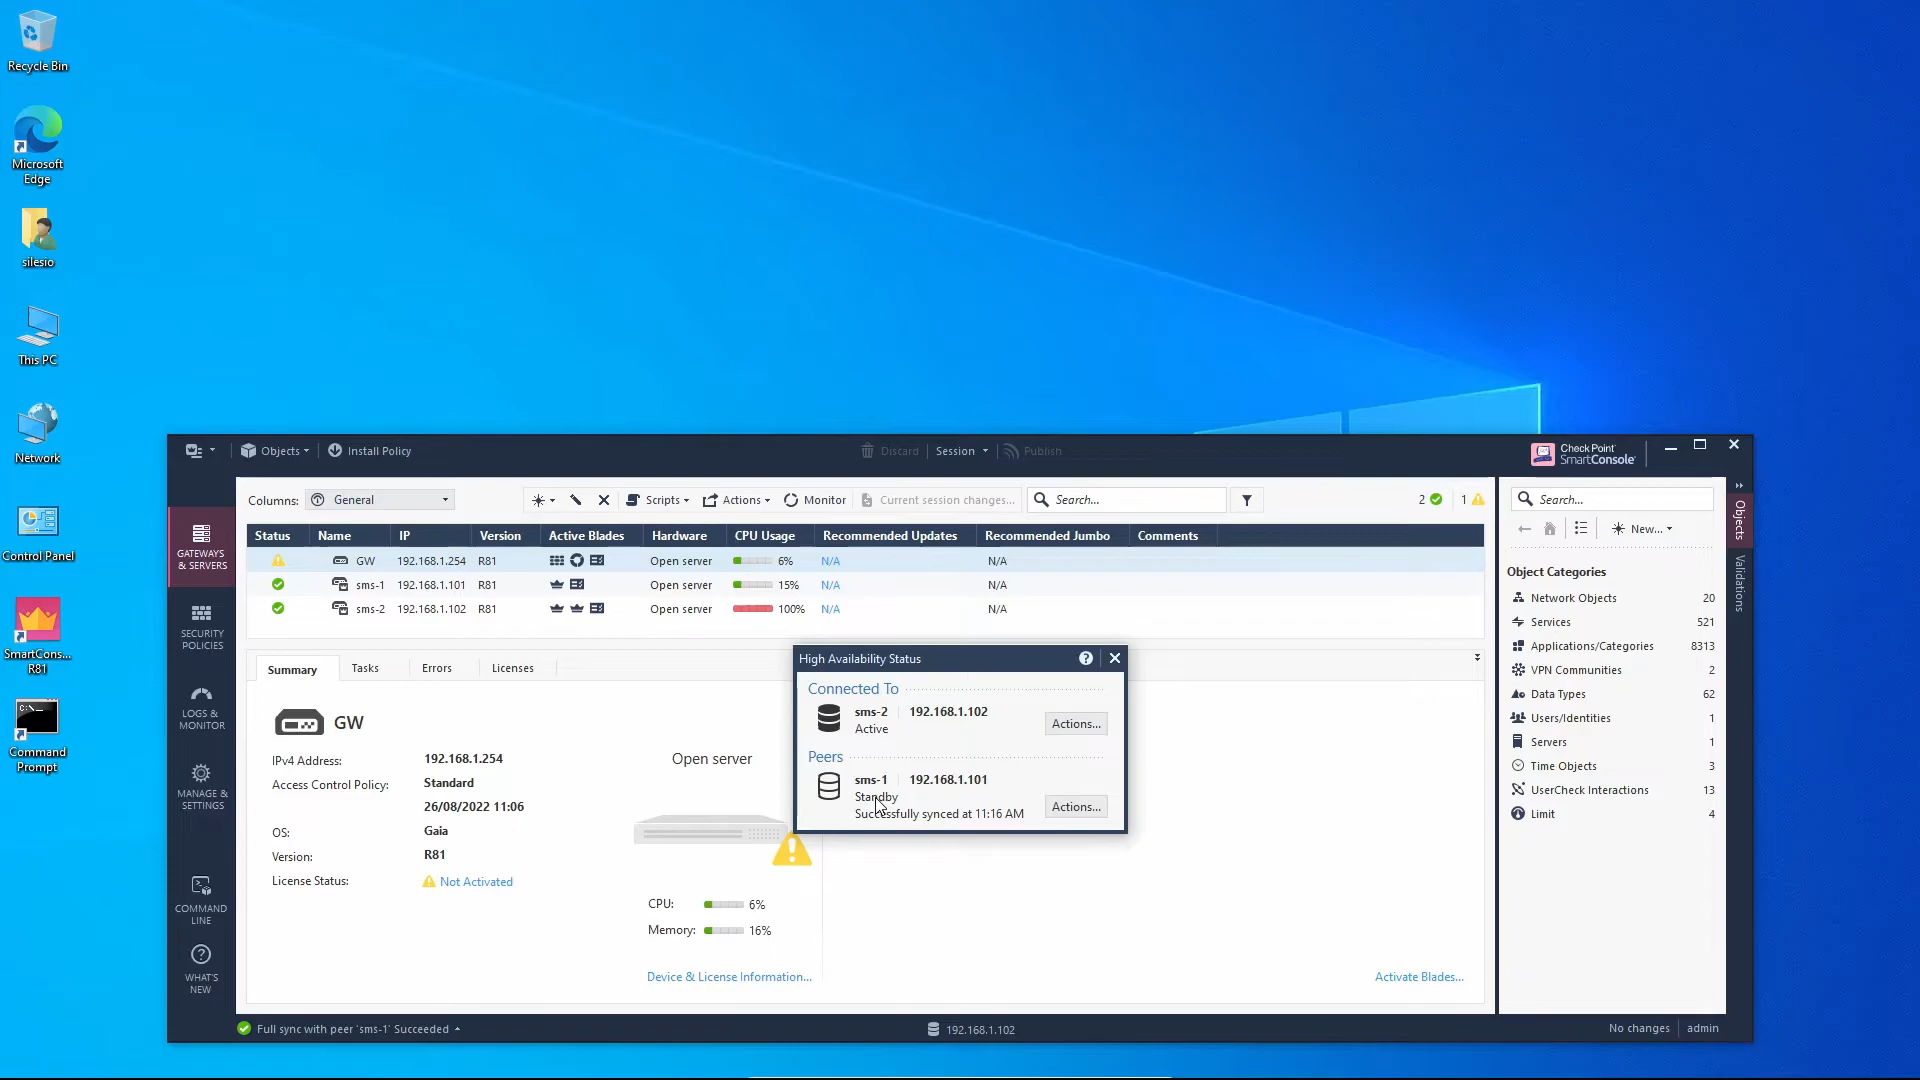 Recycle Bin
Microsoft
Edge
silesio
This PC
Network
Control Panel
SmartCons...
R81
Command
Prompt
Objects
Install Policy
Discard
Session
Publish
Check Point
SmartConsole
Columns:
General
Scripts
Actions
Monitor
Current session changes...
Search...
2
1
Status Name IP Version Active Blades Hardware CPU Usage Recommended Updates Recommended Jumbo Comments
GW 192.168.1.254 R81 Open server 6% N/A N/A
sms-1 192.168.1.101 R81 Open server 15% N/A N/A
sms-2 192.168.1.102 R81 Open server 100% N/A N/A
GATEWAYS
& SERVERS
SECURITY
POLICIES
LOGS &
MONITOR
MANAGE &
SETTINGS
COMMAND
LINE
WHAT'S
NEW
Summary
Tasks
Errors
Licenses
GW
IPv4 Address: 192.168.1.254
Access Control Policy: Standard
26/08/2022 11:06
OS: Gaia
Version: R81
License Status: Not Activated
Open server
CPU: 6%
Memory: 16%
Device & License Information...
Activate Blades...
High Availability Status
Connected To
sms-2 192.168.1.102
Active
Actions...
Peers
sms-1 192.168.1.101
Standby
Successfully synced at 11:16 AM
Actions...
Search...
New...
Object Categories
Network Objects 20
Services 521
Applications/Categories 8313
VPN Communities 2
Data Types 62
Users/Identities 1
Servers 1
Time Objects 3
UserCheck Interactions 13
Limit 4
Objects
Validations
Full sync with peer 'sms-1' Succeeded
192.168.1.102
No changes
admin